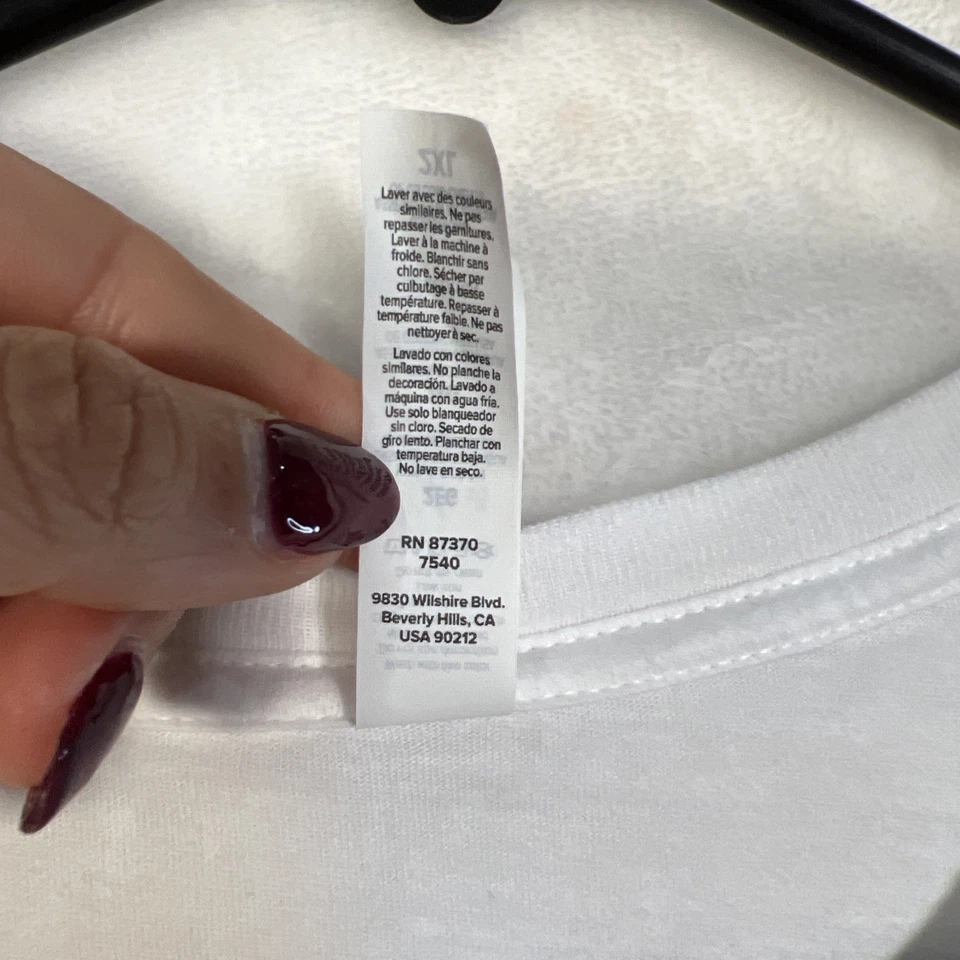 Laver avec des couleurs
similaires. Ne pas
repasser les garnitures.
Laver à la machine à
froide. Blanchir sans
chlore. Sécher par
culbutage à basse
température. Repasser à
température faible. Ne pas
nettoyer à sec.
Lavado con colores
similares. No planche la
decoración. Lavado a
máquina con agua fría.
Use solo blanqueador
sin cloro. Secado de
giro lento. Planchar con
temperatura baja.
No lave en seco.
RN 87370
7540
9830 Wilshire Blvd.
Beverly Hills, CA
USA 90212